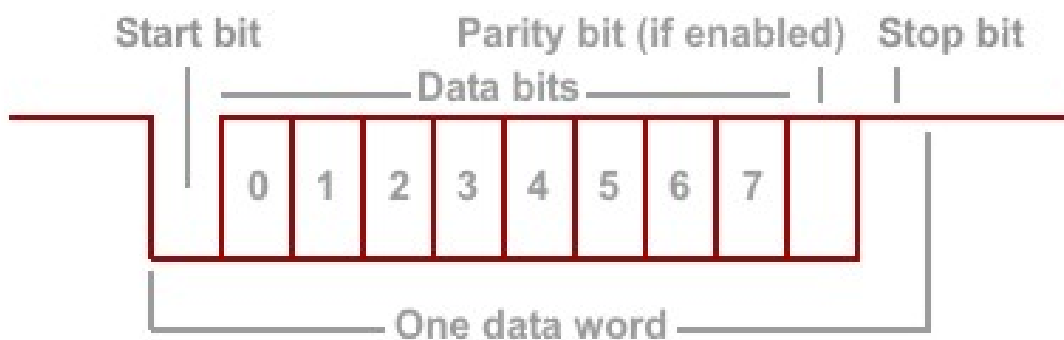 Start bit Parity bit (if enabled) Stop bit
Data bits
0 1 2 3 4 5 6 7
One data word